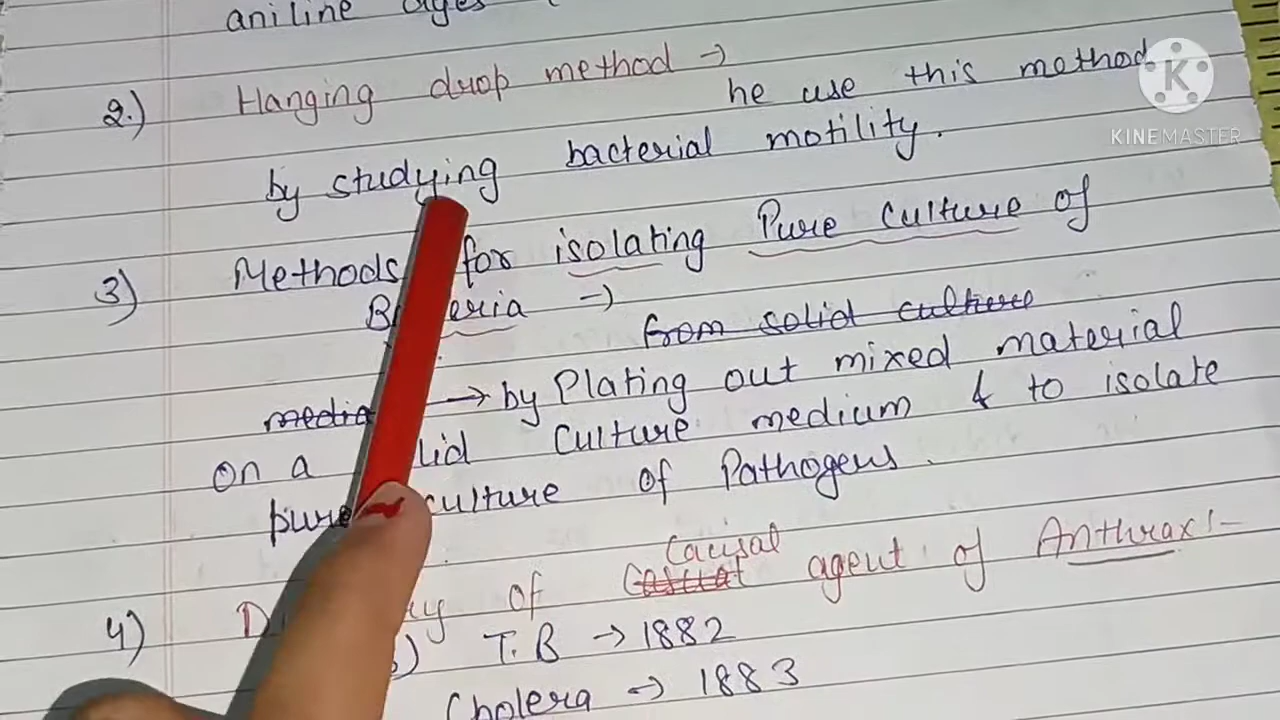 aniline
2.) Hanging drop method →
he use this method
by studying bacterial motility.
3) Methods for isolating Pure Culture of
eria →
from solid culture
media → by Plating out mixed material
on a lid Culture medium & to isolate
pure culture of Pathogens.
Causal
4) of agent of Anthrax:-
) T.B → 1882
Cholera → 1883
KINEMASTER